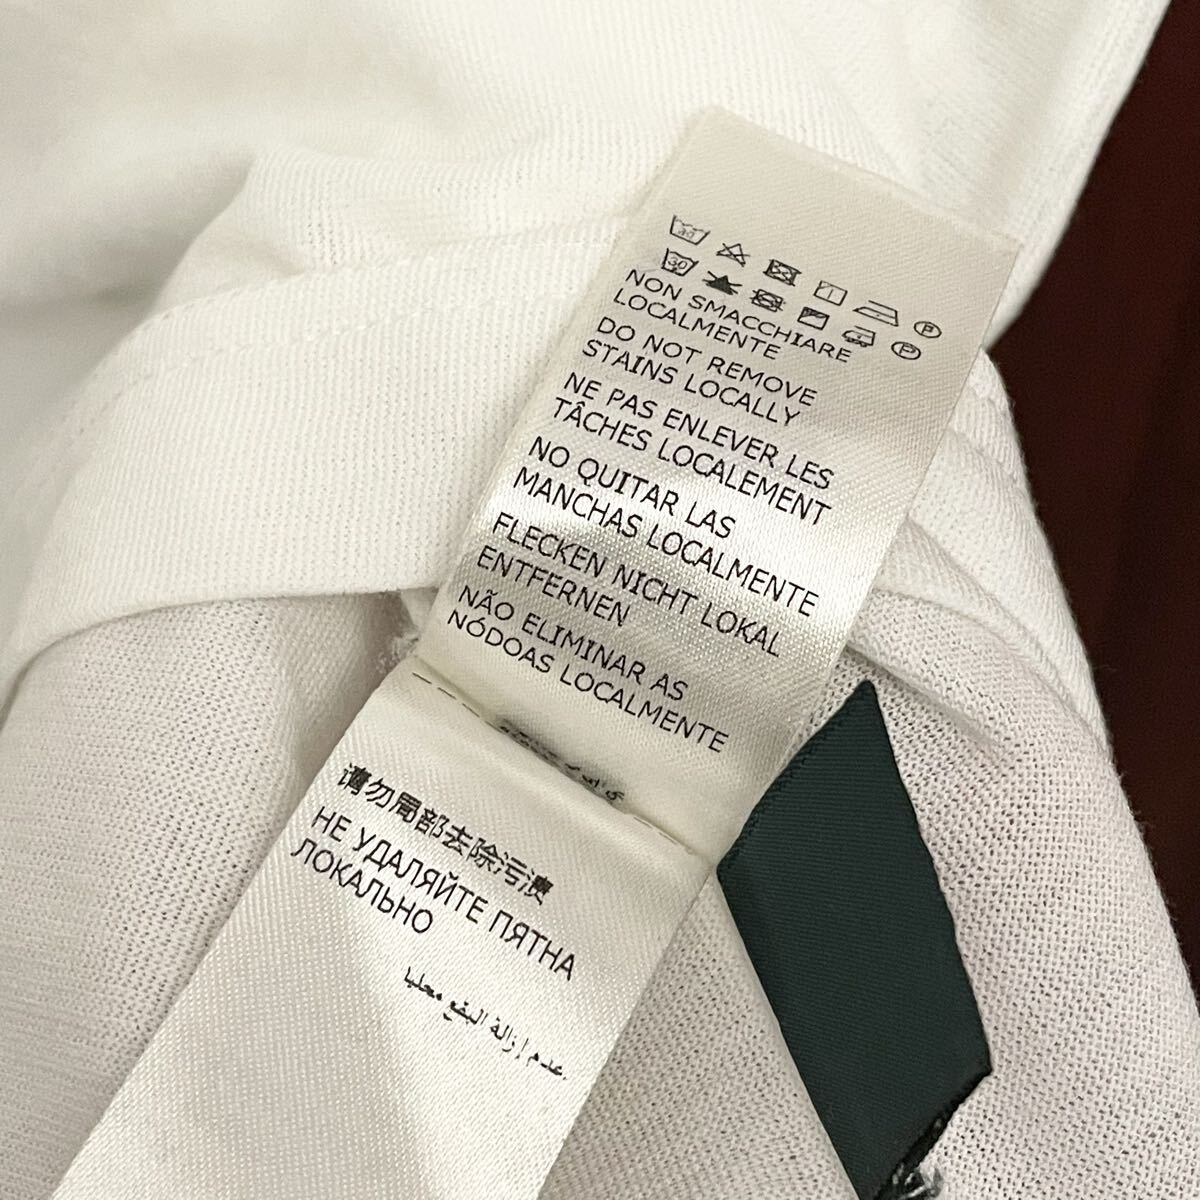 30
P
30
P
NON SMACCHIARE
LOCALMENTE
DO NOT REMOVE
STAINS LOCALLY
NE PAS ENLEVER LES
TÂCHES LOCALEMENT
NO QUITAR LAS
MANCHAS LOCALMENTE
FLECKEN NICHT LOKAL
ENTFERNEN
NÃO ELIMINAR AS
NÓDOAS LOCALMENTE
请勿局部去除污渍
НЕ УДАЛЯЙТЕ ПЯТНА
ЛОКАЛЬНО
عدم إزالة البقع محليا.